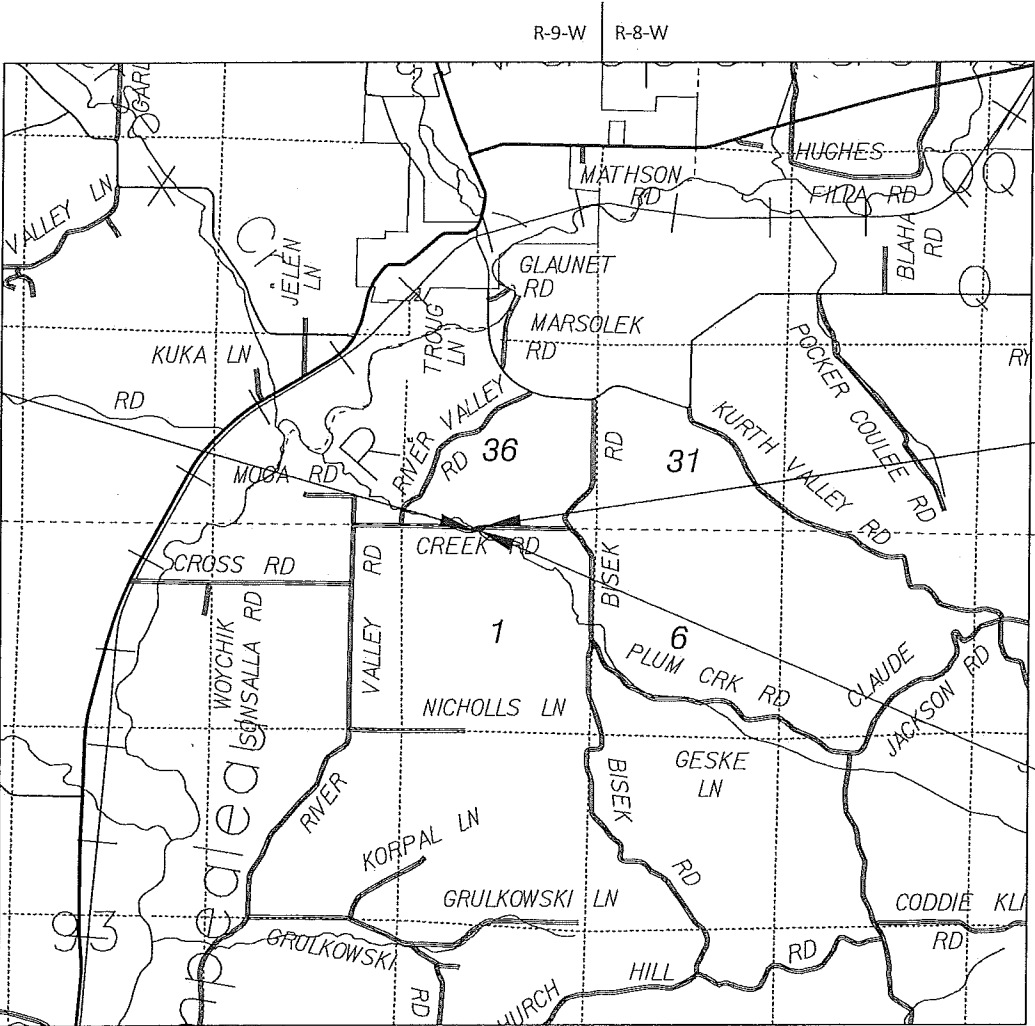 R-9-W R-8-W
VALLEY LN
JELEN
LN
KUKA LN
RD
HUGHES
MATHSON
RD
FILLA RD
Q Q
BLAHA
RD
Q
GLAUNET
RD
MARSOLEK
RD
TROUG
LN
POCKER COULEE RD
RIVER VALLEY
RD
36
RD
31
KURTH VALLEY RD
P
CREEK RD
CROSS RD
VALLEY RD
BISEK
WOYCHIK
SONSALLA RD
1
6
PLUM CRK RD
CLAUDE
JACKSON RD
NICHOLLS LN
GESKE
LN
RIVER
BISEK
RD
KORPAL LN
GRULKOWSKI LN
CODDIE
RD
93
GRULKOWSKI
RD
HILL
RD